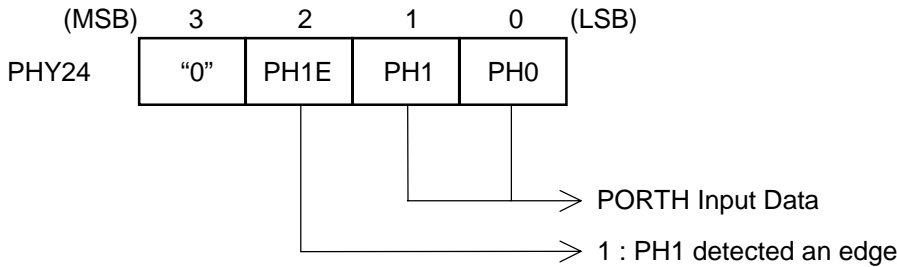 (MSB) 3 2 1 0 (LSB)
PHY24 “0” PH1E PH1 PH0
PORTH Input Data
1 : PH1 detected an edge